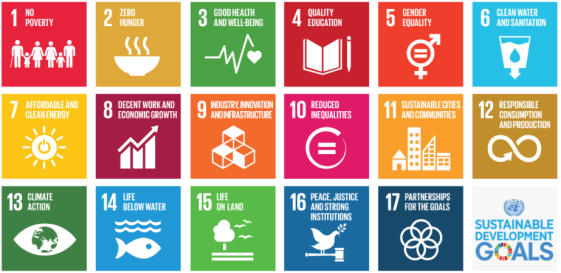 1 NO
POVERTY
2 ZERO
HUNGER
3 GOOD HEALTH
AND WELL-BEING
4 QUALITY
EDUCATION
5 GENDER
EQUALITY
6 CLEAN WATER
AND SANITATION
7 AFFORDABLE AND
CLEAN ENERGY
8 DECENT WORK AND
ECONOMIC GROWTH
9 INDUSTRY, INNOVATION
AND INFRASTRUCTURE
10 REDUCED
INEQUALITIES
11 SUSTAINABLE CITIES
AND COMMUNITIES
12 RESPONSIBLE
CONSUMPTION
AND PRODUCTION
13 CLIMATE
ACTION
14 LIFE
BELOW WATER
15 LIFE
ON LAND
16 PEACE, JUSTICE
AND STRONG
INSTITUTIONS
17 PARTNERSHIPS
FOR THE GOALS
SUSTAINABLE
DEVELOPMENT
GOALS